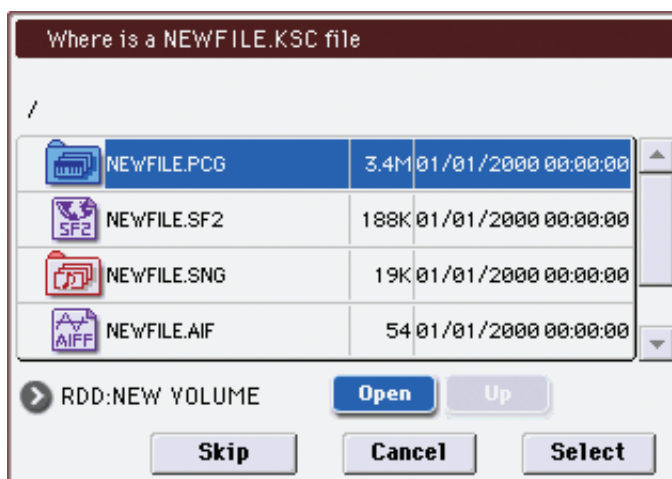 Where is a NEWFILE.KSC file
/
NEWFILE.PCG 3.4M 01/01/2000 00:00:00
SF2 NEWFILE.SF2 188K 01/01/2000 00:00:00
NEWFILE.SNG 19K 01/01/2000 00:00:00
AIFF NEWFILE.AIF 54 01/01/2000 00:00:00
RDD:NEW VOLUME Open Up
Skip Cancel Select